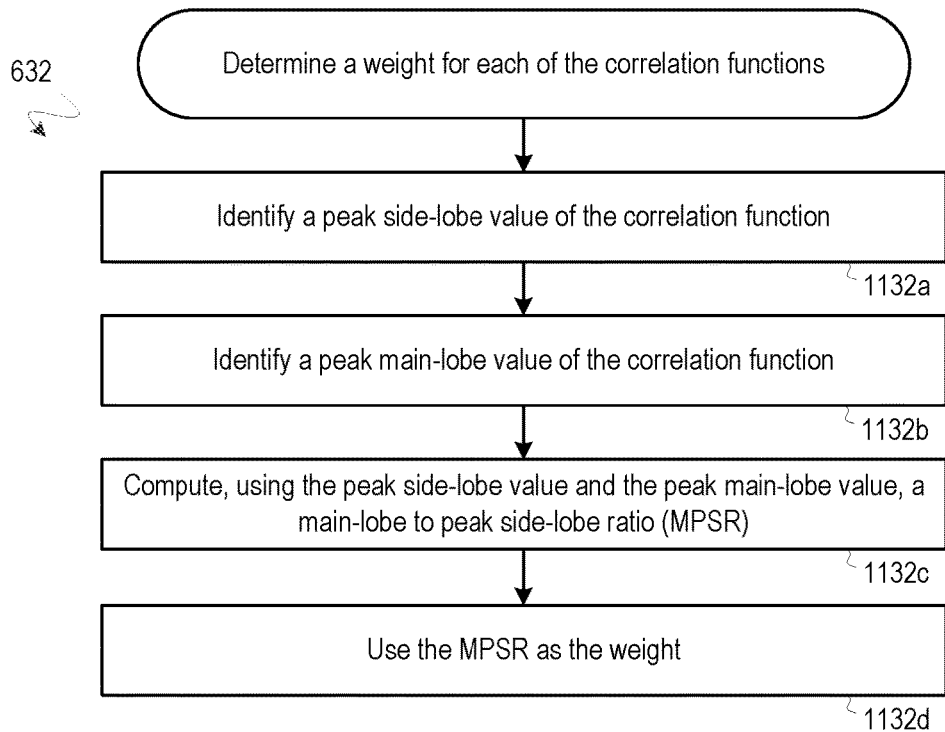 632
Determine a weight for each of the correlation functions
Identify a peak side-lobe value of the correlation function
1132a
Identify a peak main-lobe value of the correlation function
1132b
Compute, using the peak side-lobe value and the peak main-lobe value, a
main-lobe to peak side-lobe ratio (MPSR)
1132c
Use the MPSR as the weight
1132d